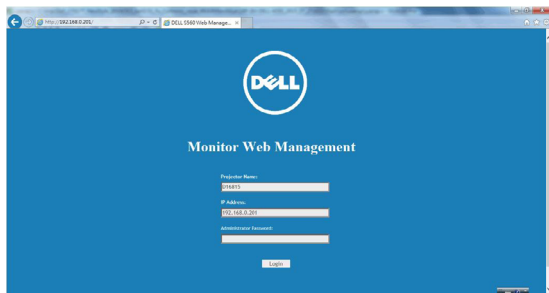 http://192.168.0.201/
DELL S560 Web Manage...
DELL
Monitor Web Management
Projector Name:
IP Address:
192.168.0.201
Administrator Password:
Login